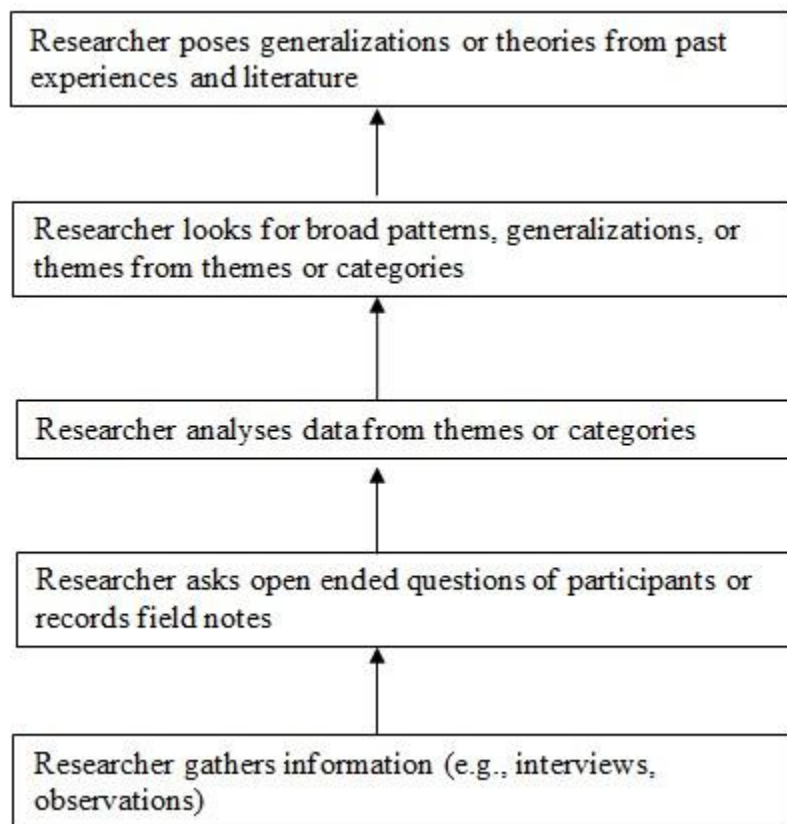 Researcher poses generalizations or theories from past
experiences and literature
Researcher looks for broad patterns, generalizations, or
themes from themes or categories
Researcher analyses data from themes or categories
Researcher asks open ended questions of participants or
records field notes
Researcher gathers information (e.g., interviews,
observations)